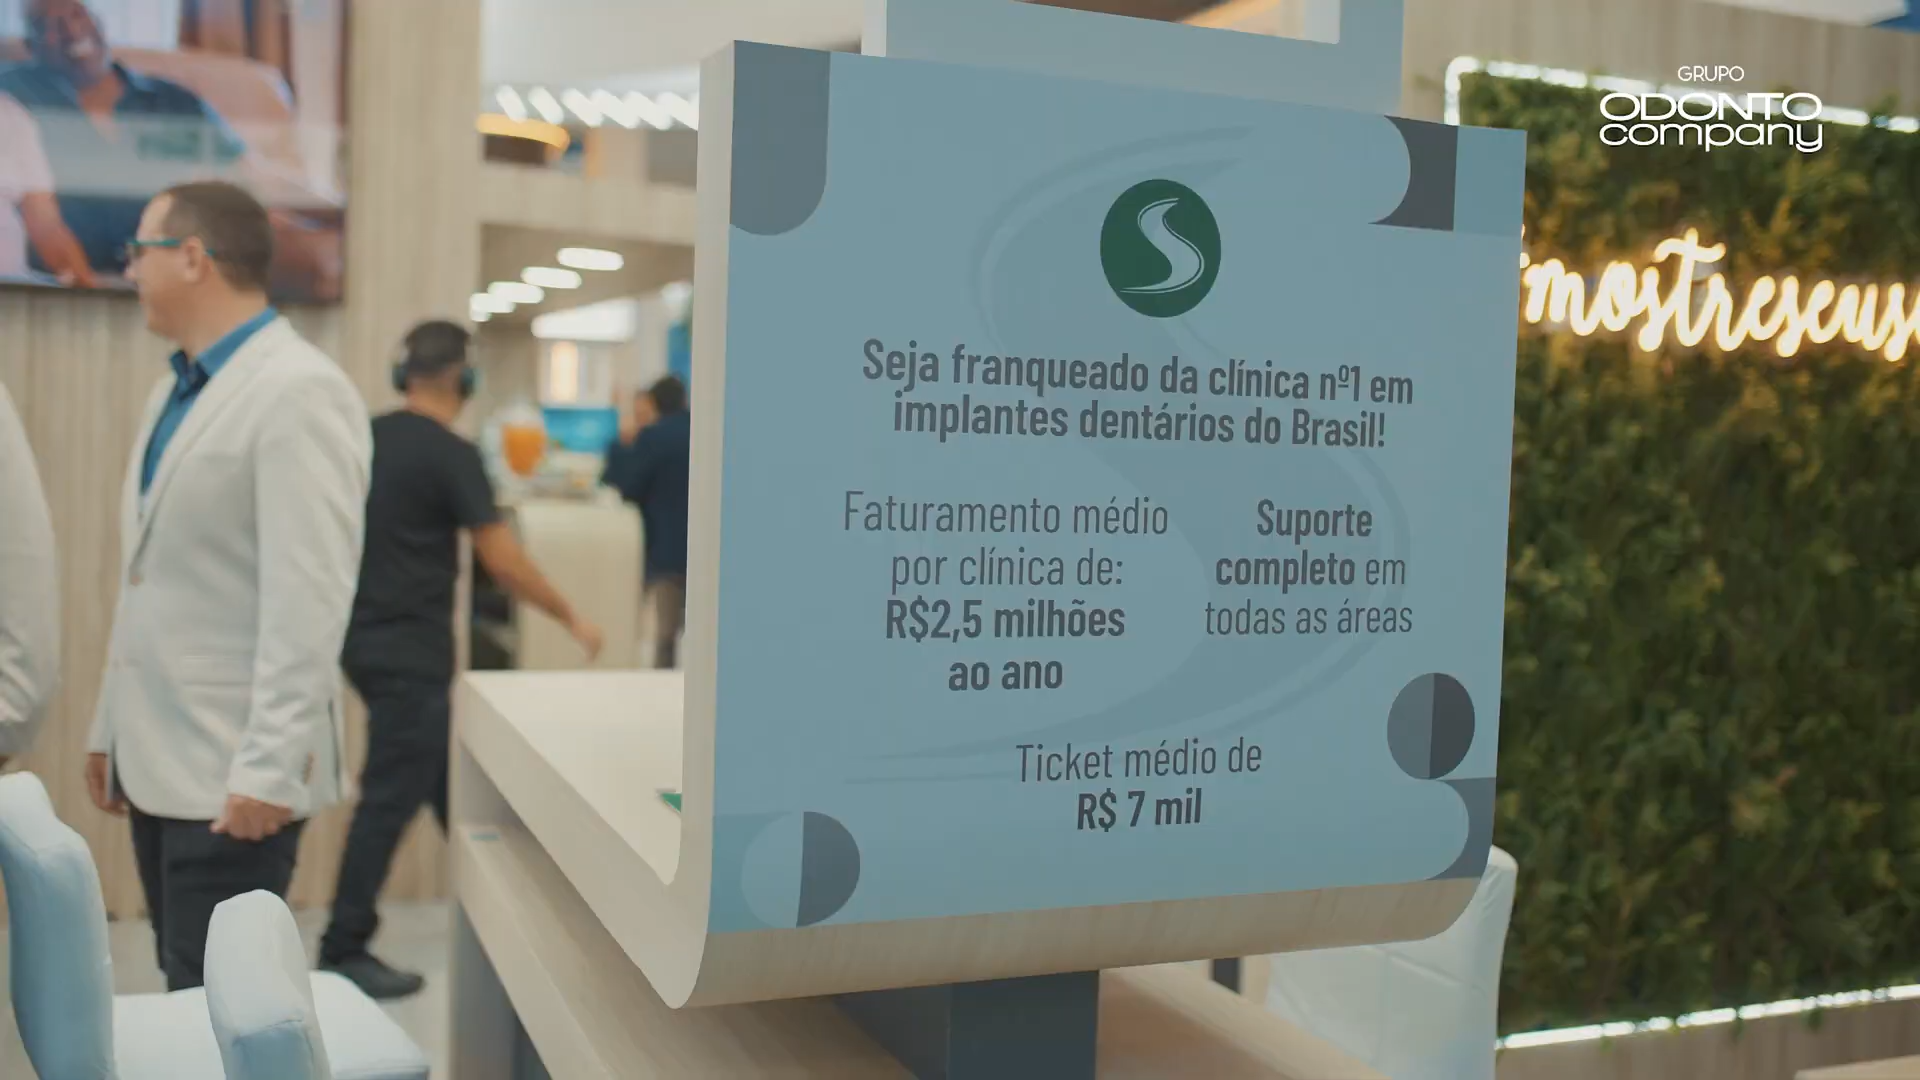 GRUPO
ODONTO
company
mostreseus
Seja franqueado da clínica nº1 em
implantes dentários do Brasil!
Faturamento médio
por clínica de:
R$2,5 milhões
ao ano
Suporte
completo em
todas as áreas
Ticket médio de
R$ 7 mil